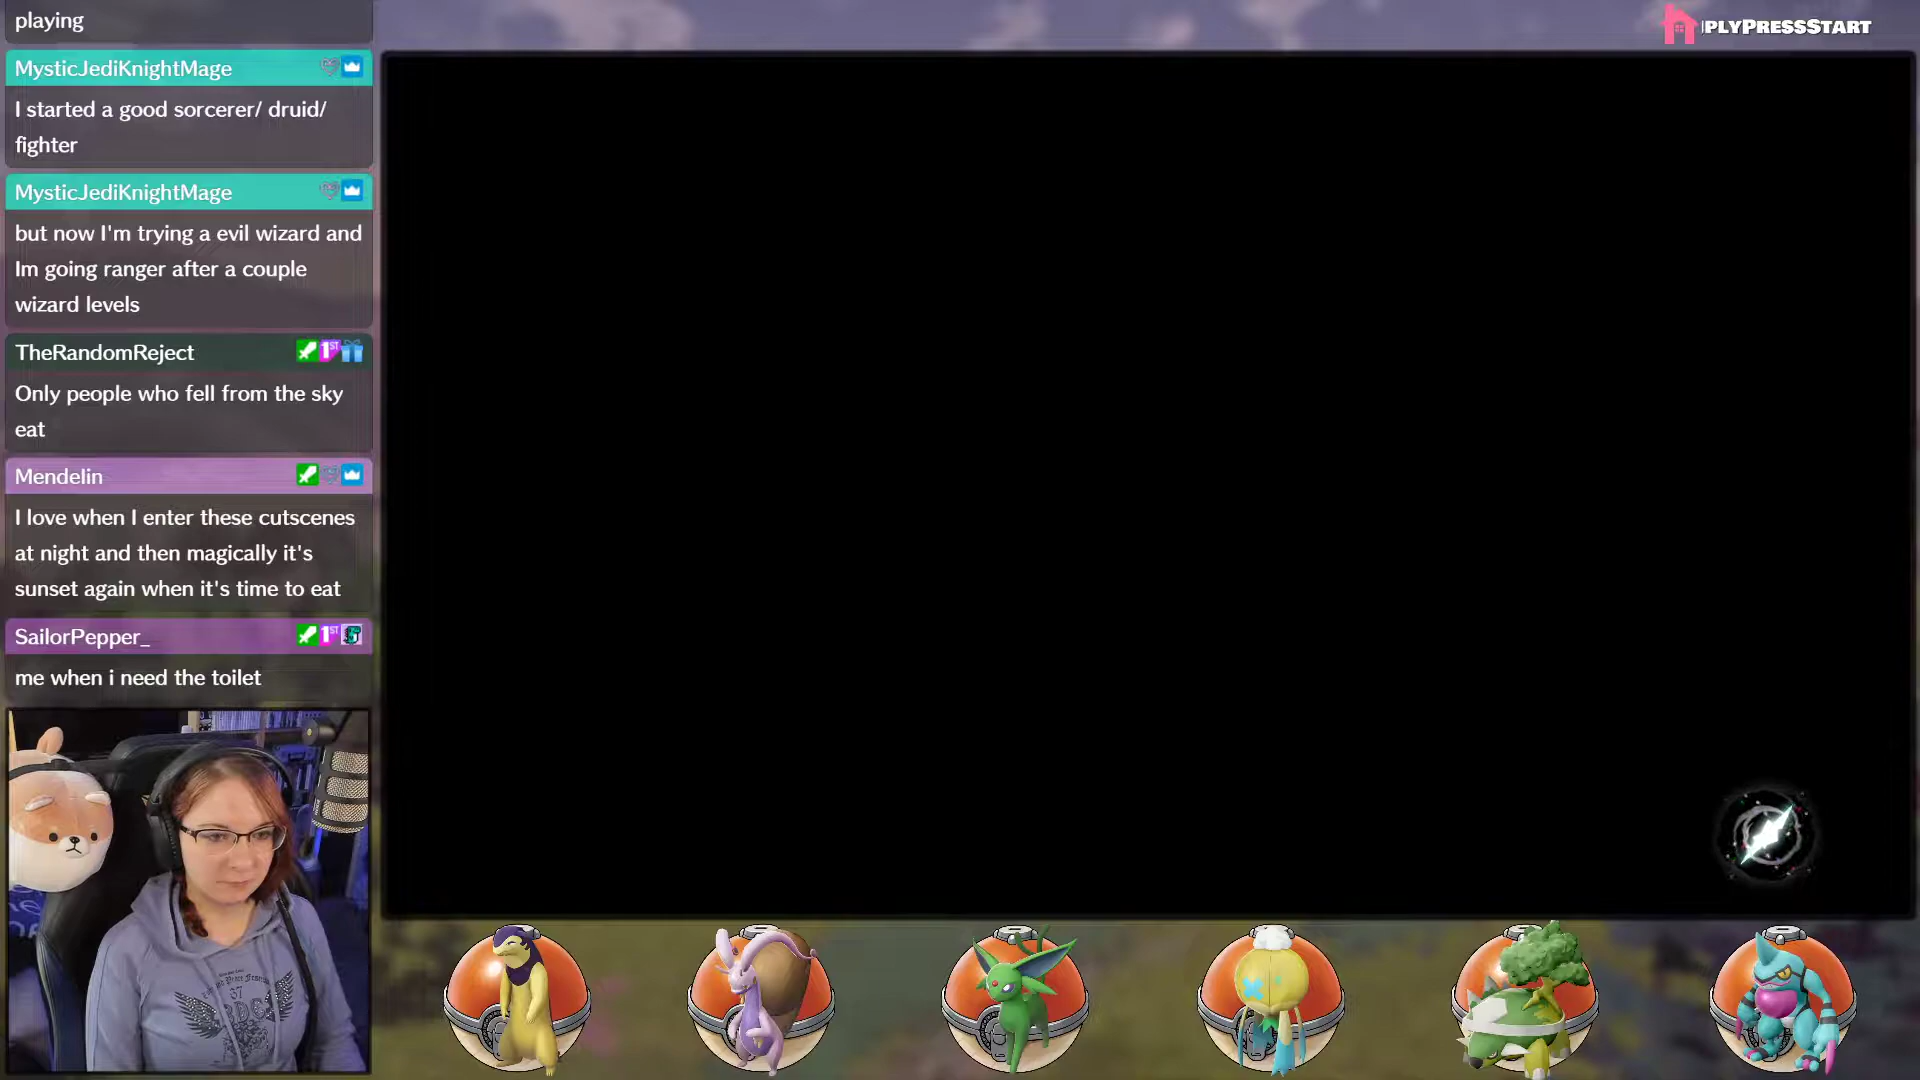 playing
PLYPRESSSTART
MysticJediKnightMage
I started a good sorcerer/ druid/
fighter
MysticJediKnightMage
but now I'm trying a evil wizard and
Im going ranger after a couple
wizard levels
TheRandomReject
1ST
Only people who fell from the sky
eat
Mendelin
I love when I enter these cutscenes
at night and then magically it's
sunset again when it's time to eat
SailorPepper_
1ST
me when i need the toilet